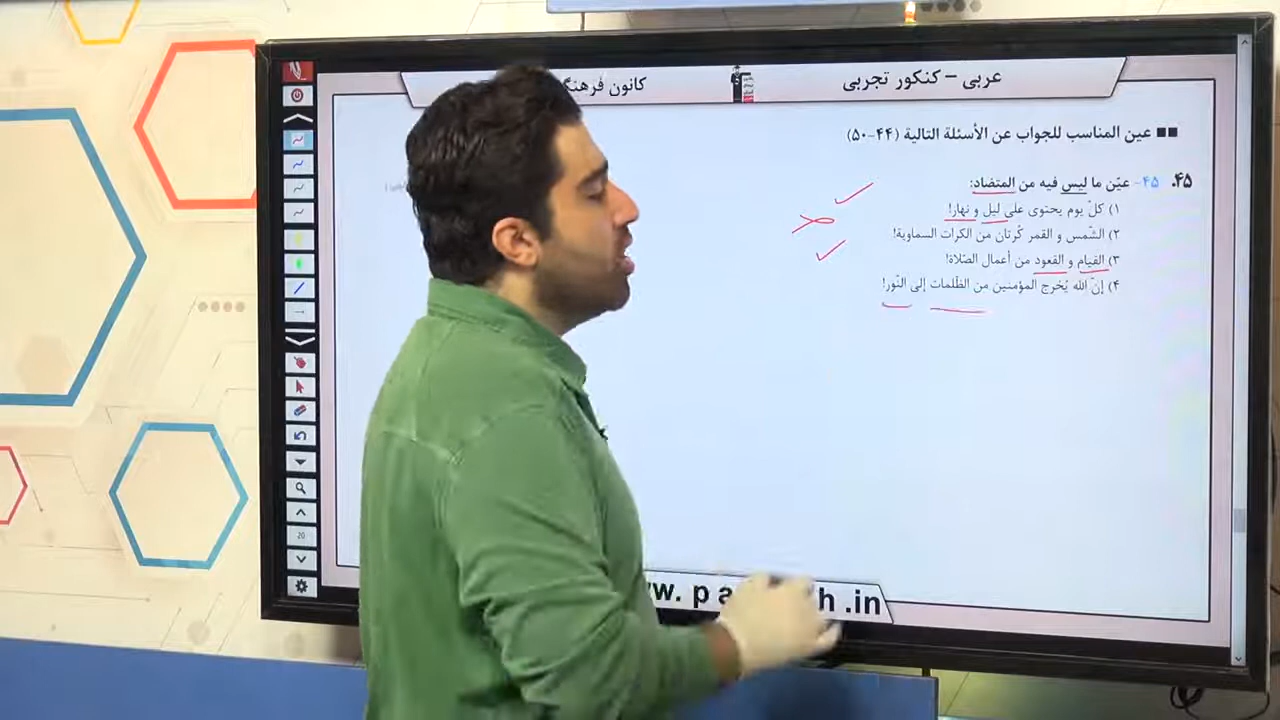 عربی – کنکور تجربی
کانون
■■ عین المناسب للجواب عن الأسئلة التالیة (۴۴-۵۰)
۴۵. ۴۵- عیّن ما لیس فیه من المتضاد:
۱) کلّ یوم یحتوی علی لیل و نهار!
۲) الشّمس و القمر کُرتان من الکرات السماویة!
۳) القیام و القعود من أعمال الصّلاة!
۴) إنّ الله یُخرج المؤمنین من الظّلمات إلی النّور!
20
.in